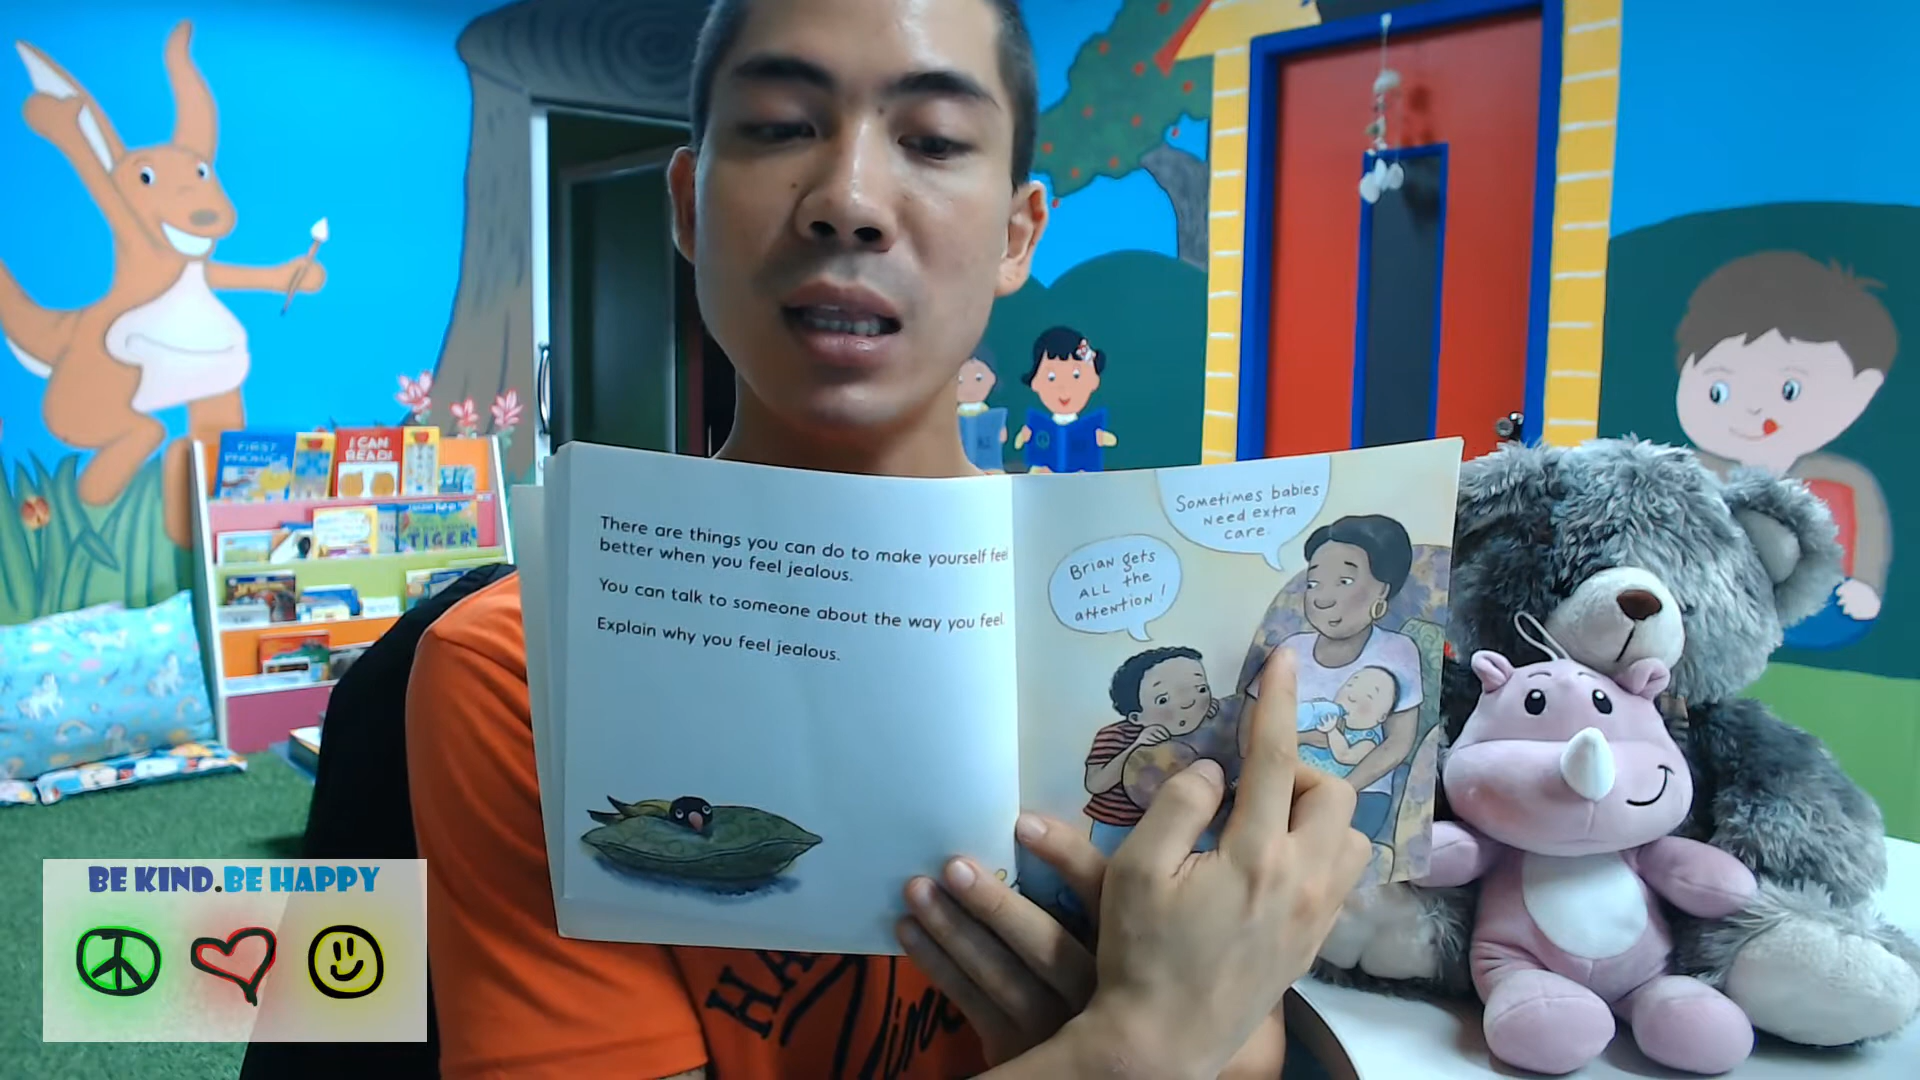 FIRST
PHONICS
I CAN
READ!
TIGER
There are things you can do to make yourself feel
better when you feel jealous.
You can talk to someone about the way you feel.
Explain why you feel jealous.
Sometimes babies
need extra
care.
Brian gets
ALL the
attention!
BE KIND.BE HAPPY